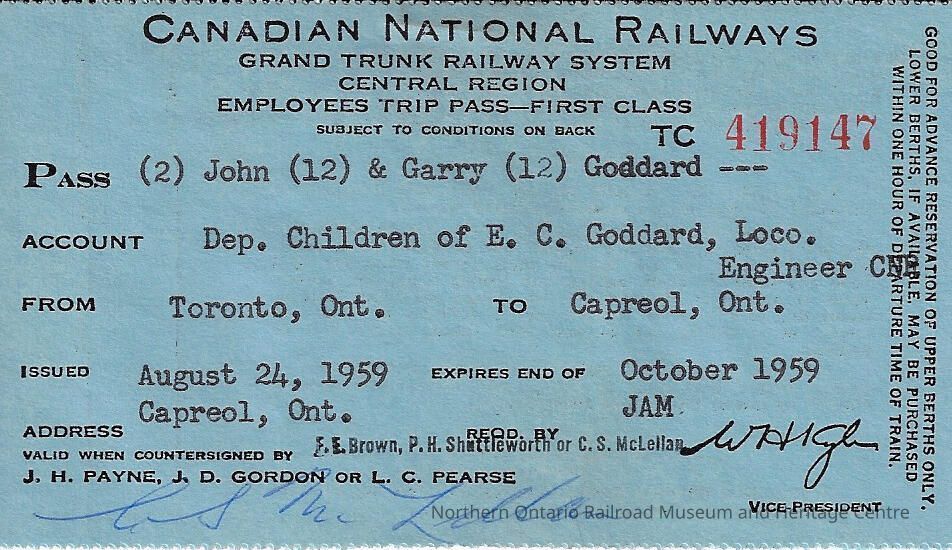 CANADIAN NATIONAL RAILWAYS
GRAND TRUNK RAILWAY SYSTEM
CENTRAL REGION
EMPLOYEES TRIP PASS—FIRST CLASS
SUBJECT TO CONDITIONS ON BACK
TC 419147
PASS (2) John (12) & Garry (12) Goddard ---
ACCOUNT Dep. Children of E. C. Goddard, Loco.
Engineer CNR
FROM Toronto, Ont. TO Capreol, Ont.
ISSUED August 24, 1959 EXPIRES END OF October 1959
Capreol, Ont. JAM
ADDRESS REQD. BY
VALID WHEN COUNTERSIGNED BY F. E. Brown, P. H. Shuttleworth or C. S. McLellan
J. H. PAYNE, J. D. GORDON OR L. C. PEARSE
VICE-PRESIDENT
Northern Ontario Railroad Museum and Heritage Centre
GOOD FOR ADVANCE RESERVATION OF UPPER BERTHS ONLY.
LOWER BERTHS, IF AVAILABLE, MAY BE PURCHASED
WITHIN ONE HOUR OF DEPARTURE TIME OF TRAIN.